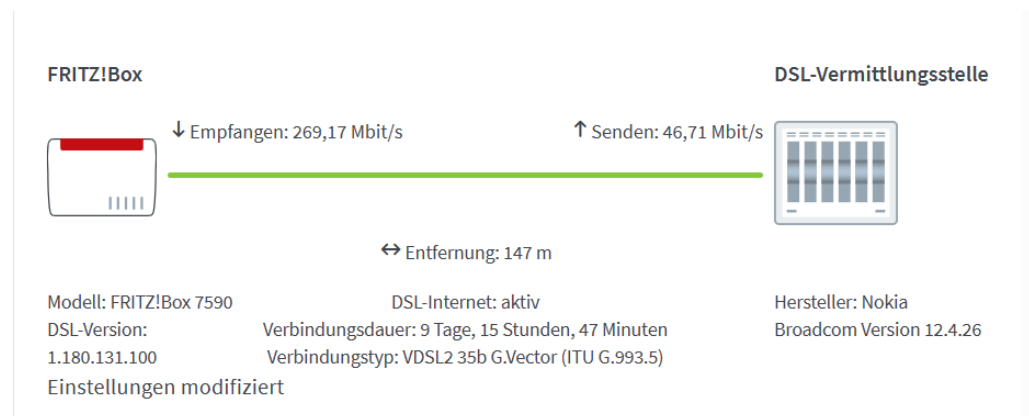 FRITZ!Box
DSL-Vermittlungsstelle
↓ Empfangen: 269,17 Mbit/s
↑ Senden: 46,71 Mbit/s
↔ Entfernung: 147 m
Modell: FRITZ!Box 7590
DSL-Version:
1.180.131.100
Einstellungen modifiziert
DSL-Internet: aktiv
Verbindungsdauer: 9 Tage, 15 Stunden, 47 Minuten
Verbindungstyp: VDSL2 35b G.Vector (ITU G.993.5)
Hersteller: Nokia
Broadcom Version 12.4.26